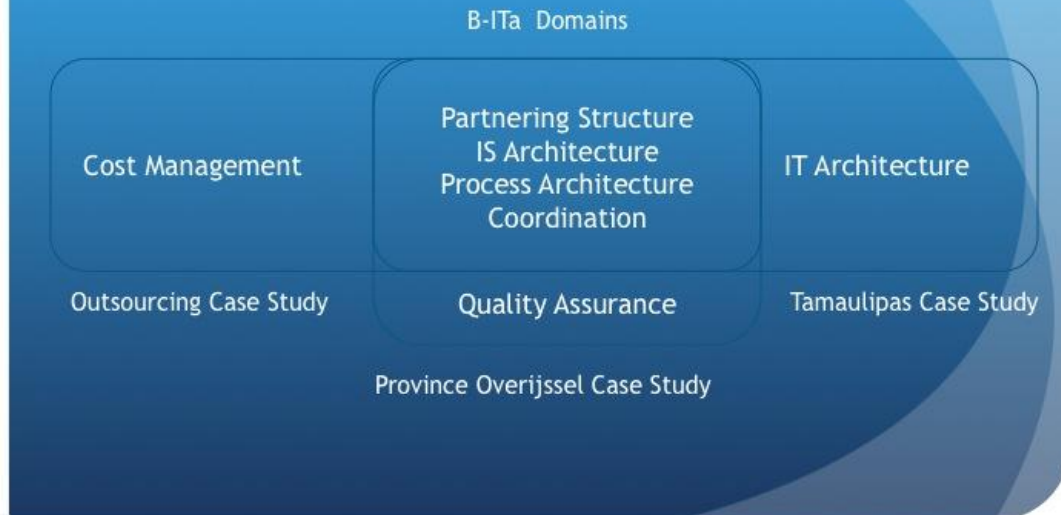 B-ITa Domains
Cost Management
Partnering Structure
IS Architecture
Process Architecture
Coordination
IT Architecture
Outsourcing Case Study
Quality Assurance
Tamaulipas Case Study
Province Overijssel Case Study